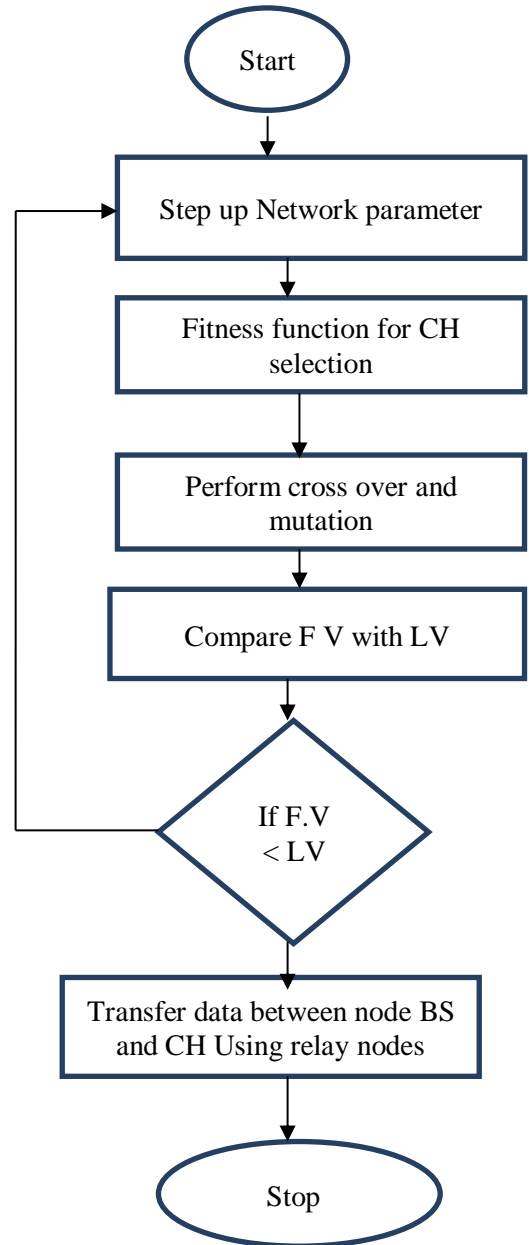 Start
Step up Network parameter
Fitness function for CH
selection
Perform cross over and
mutation
Compare F V with LV
If F.V
< LV
Transfer data between node BS
and CH Using relay nodes
Stop